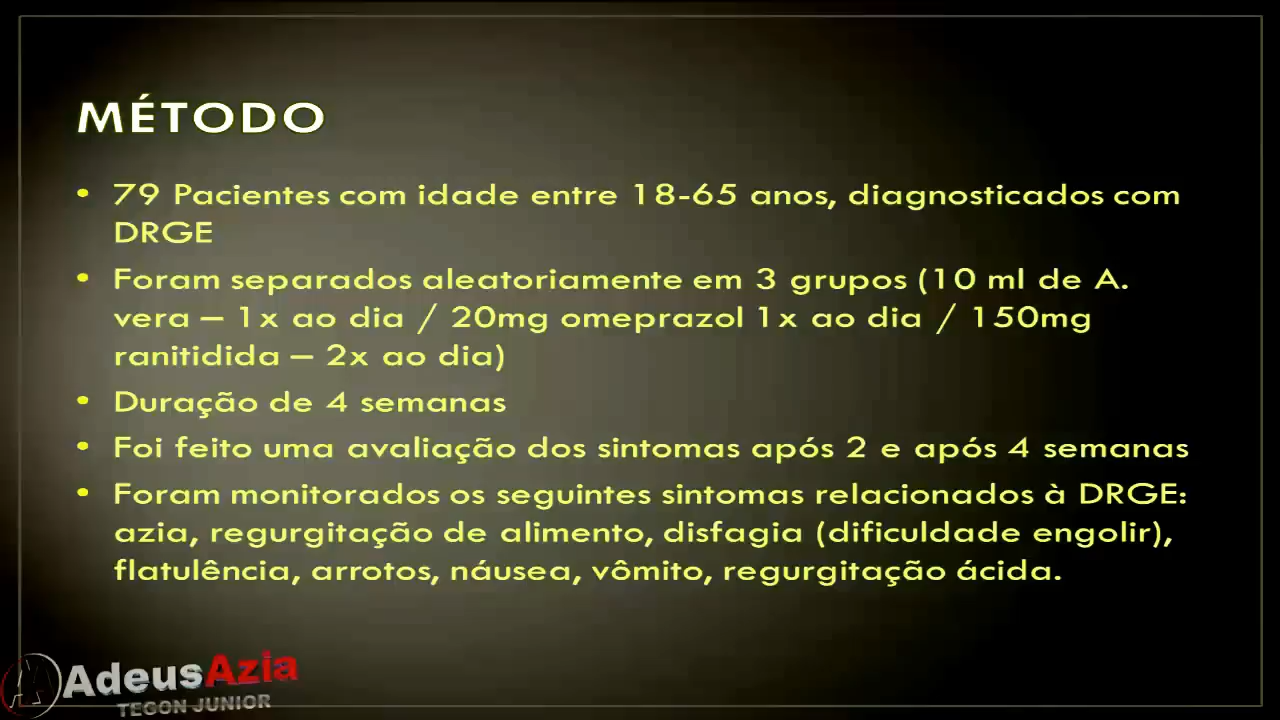 MÉTODO
• 79 Pacientes com idade entre 18-65 anos, diagnosticados com
DRGE
• Foram separados aleatoriamente em 3 grupos (10 ml de A.
vera – 1x ao dia / 20mg omeprazol 1x ao dia / 150mg
ranitidida – 2x ao dia)
• Duração de 4 semanas
• Foi feito uma avaliação dos sintomas após 2 e após 4 semanas
• Foram monitorados os seguintes sintomas relacionados à DRGE:
azia, regurgitação de alimento, disfagia (dificuldade engolir),
flatulência, arrotos, náusea, vômito, regurgitação ácida.
AdeusAzia
TEGON JUNIOR